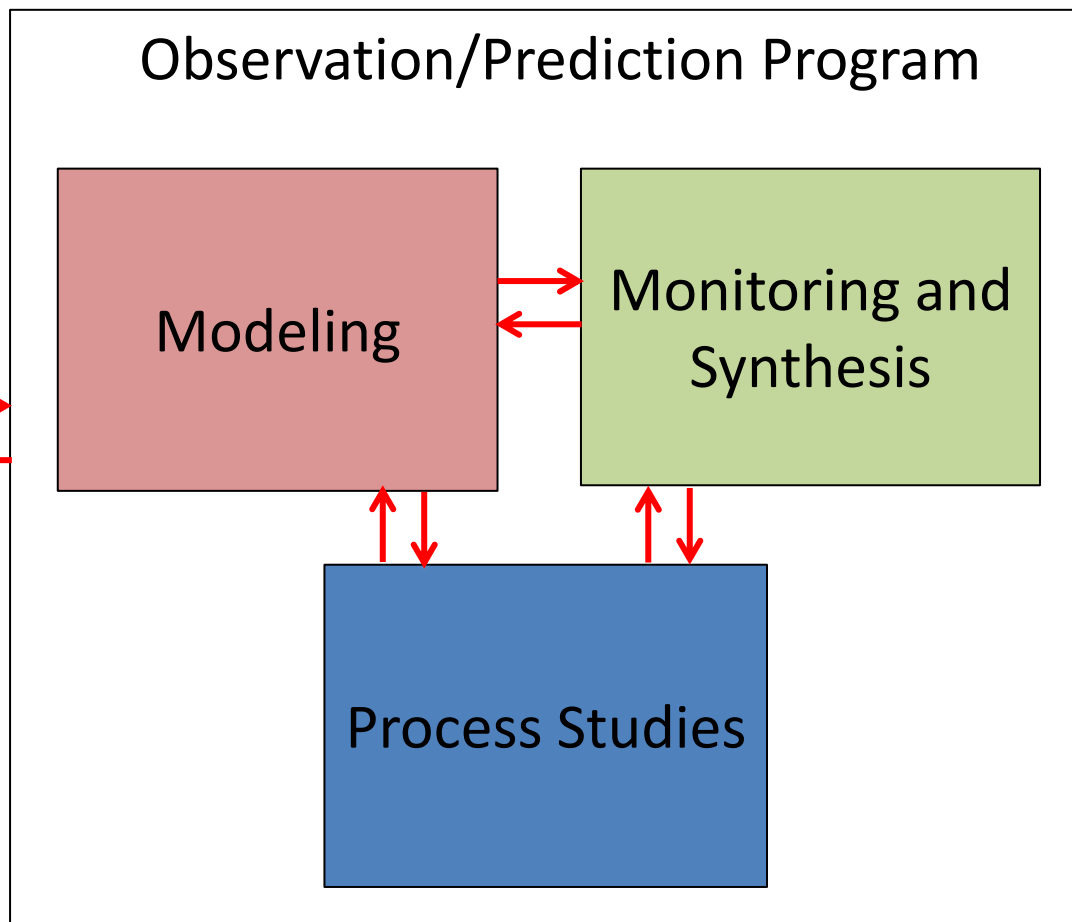 Observation/Prediction Program
Modeling
Monitoring and
Synthesis
Process Studies